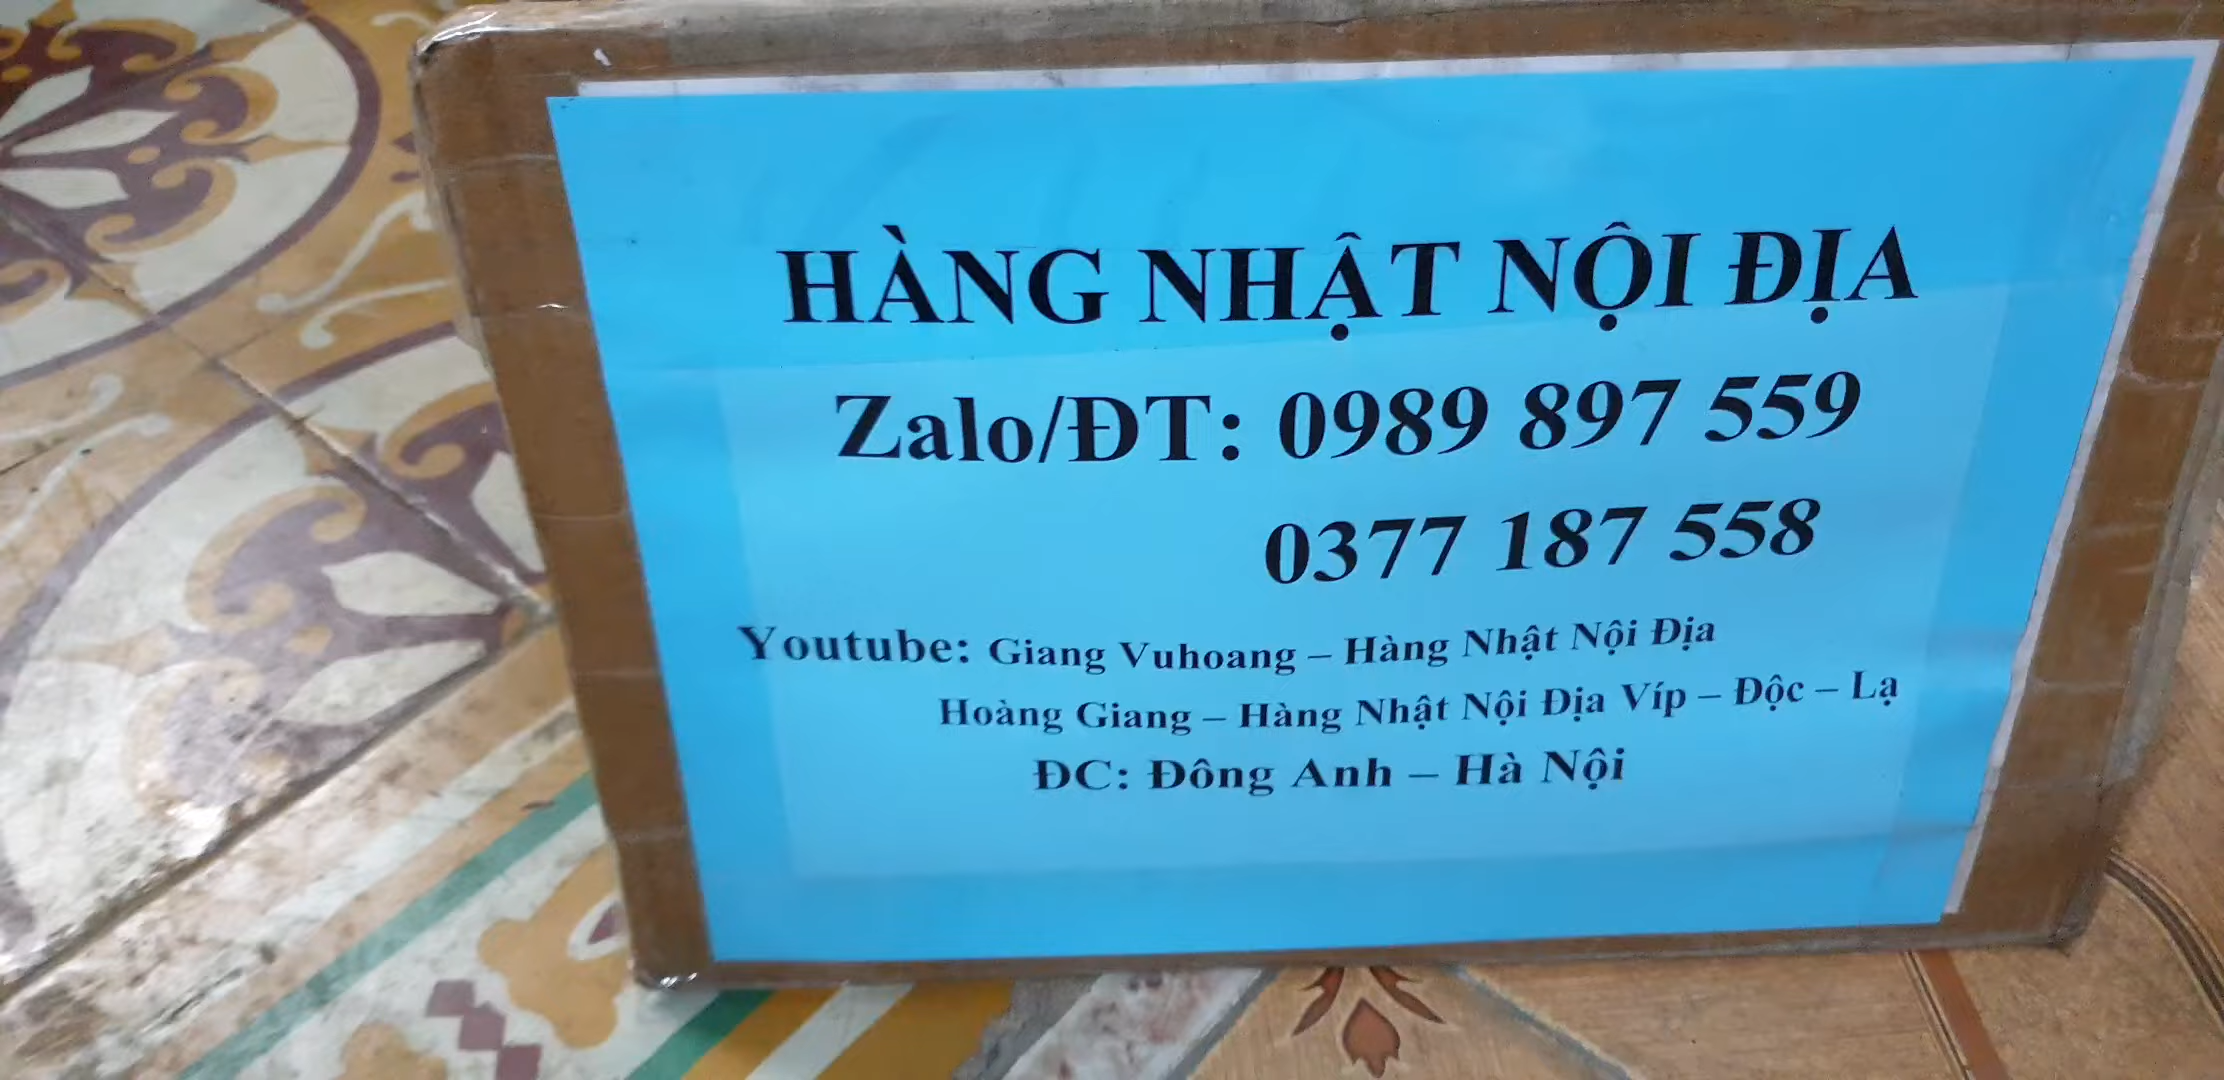 HÀNG NHẬT NỘI ĐỊA
Zalo/ĐT: 0989 897 559
0377 187 558
Youtube: Giang Vuhoang – Hàng Nhật Nội Địa
Hoàng Giang – Hàng Nhật Nội Địa Víp – Độc – Lạ
ĐC: Đông Anh – Hà Nội